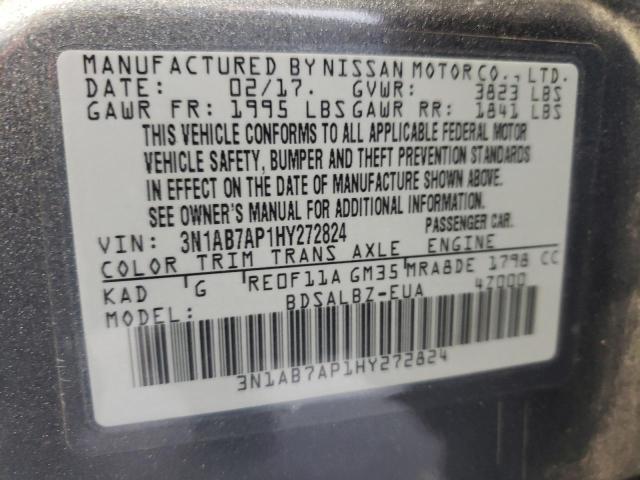 MANUFACTURED BY NISSAN MOTOR CO., LTD.
DATE: 02/17. GVWR: 3823 LBS
GAWR FR: 1995 LBS GAWR RR: 1841 LBS
THIS VEHICLE CONFORMS TO ALL APPLICABLE FEDERAL MOTOR
VEHICLE SAFETY, BUMPER AND THEFT PREVENTION STANDARDS
IN EFFECT ON THE DATE OF MANUFACTURE SHOWN ABOVE.
SEE OWNER'S MANUAL FOR ADDITIONAL INFORMATION.
VIN: 3N1AB7AP1HY272824 PASSENGER CAR.
COLOR TRIM TRANS AXLE ENGINE
KAD G RE0F11A GM35 MRA8DE 1798 CC
MODEL: BDSALBZ-EUA 47000
3N1AB7AP1HY272824